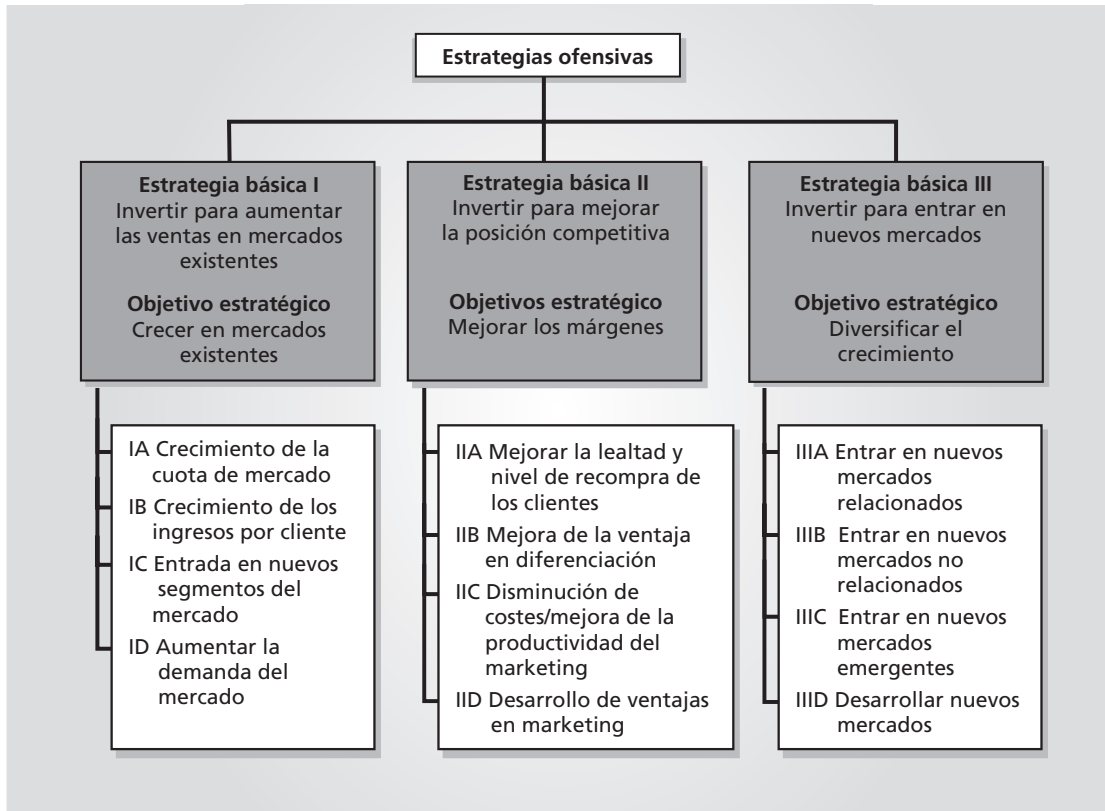 Estrategias ofensivas
Estrategia básica I
Invertir para aumentar
las ventas en mercados
existentes
Objetivo estratégico
Crecer en mercados
existentes
Estrategia básica II
Invertir para mejorar
la posición competitiva
Objetivos estratégico
Mejorar los márgenes
Estrategia básica III
Invertir para entrar en
nuevos mercados
Objetivo estratégico
Diversificar el
crecimiento
IA Crecimiento de la
cuota de mercado
IB Crecimiento de los
ingresos por cliente
IC Entrada en nuevos
segmentos del
mercado
ID Aumentar la
demanda del
mercado
IIA Mejorar la lealtad y
nivel de recompra de
los clientes
IIB Mejora de la ventaja
en diferenciación
IIC Disminución de
costes/mejora de la
productividad del
marketing
IID Desarrollo de ventajas
en marketing
IIIA Entrar en nuevos
mercados
relacionados
IIIB Entrar en nuevos
mercados no
relacionados
IIIC Entrar en nuevos
mercados
emergentes
IIID Desarrollar nuevos
mercados